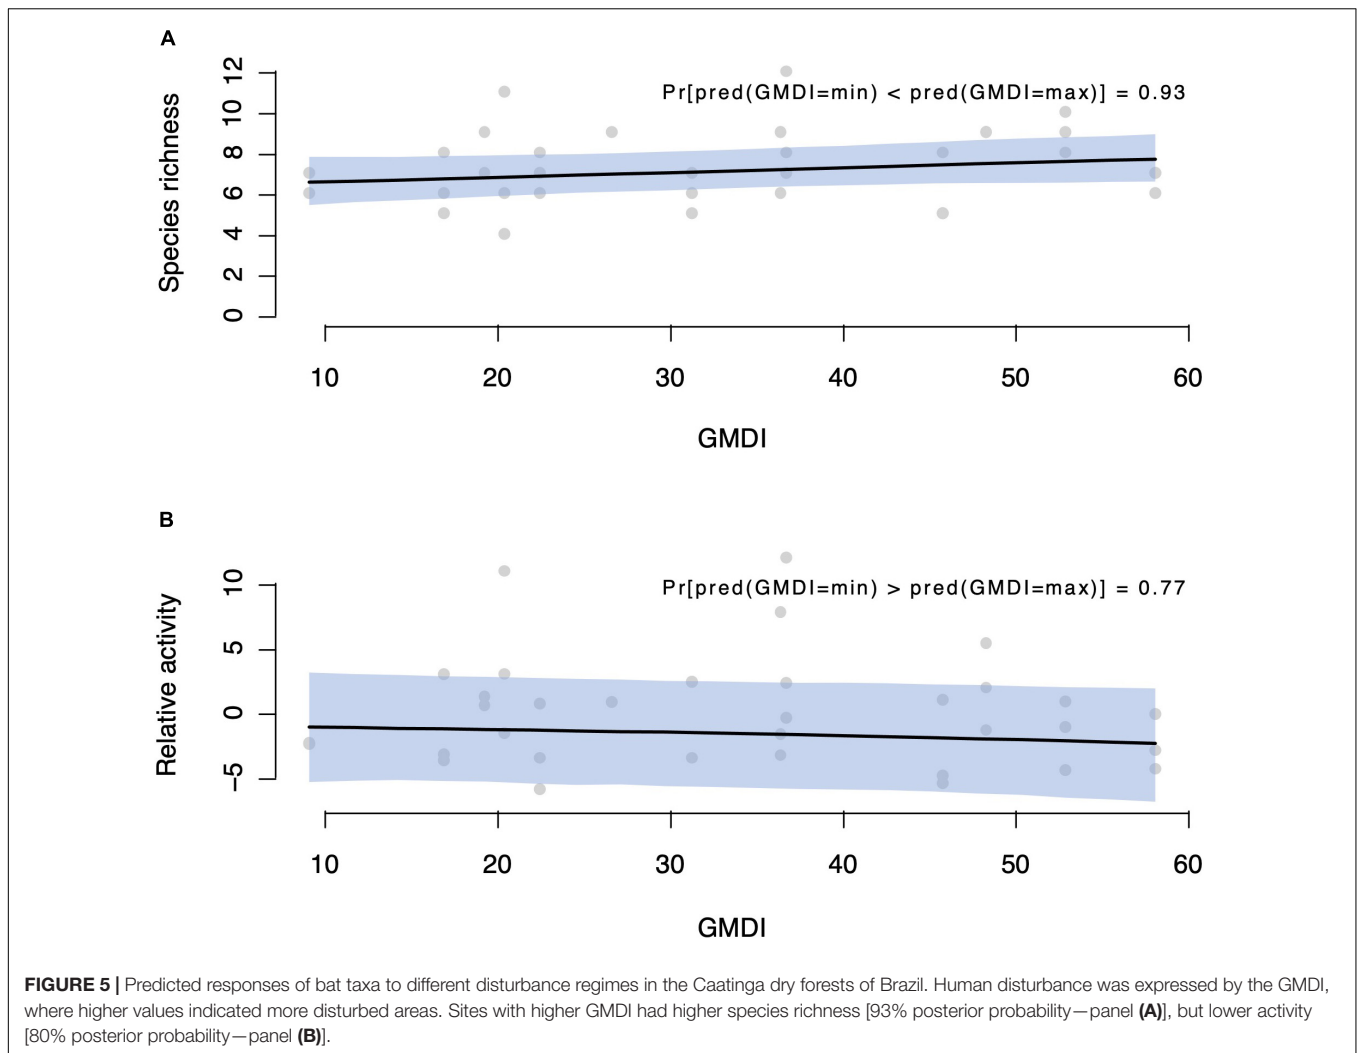 A
Pr[pred(GMDI=min) < pred(GMDI=max)] = 0.93
Species richness
12
10
8
6
4
2
0
10 20 30 40 50 60
GMDI
B
Pr[pred(GMDI=min) > pred(GMDI=max)] = 0.77
Relative activity
10
5
0
−5
10 20 30 40 50 60
GMDI
FIGURE 5 | Predicted responses of bat taxa to different disturbance regimes in the Caatinga dry forests of Brazil. Human disturbance was expressed by the GMDI,
where higher values indicated more disturbed areas. Sites with higher GMDI had higher species richness [93% posterior probability—panel (A)], but lower activity
[80% posterior probability—panel (B)].